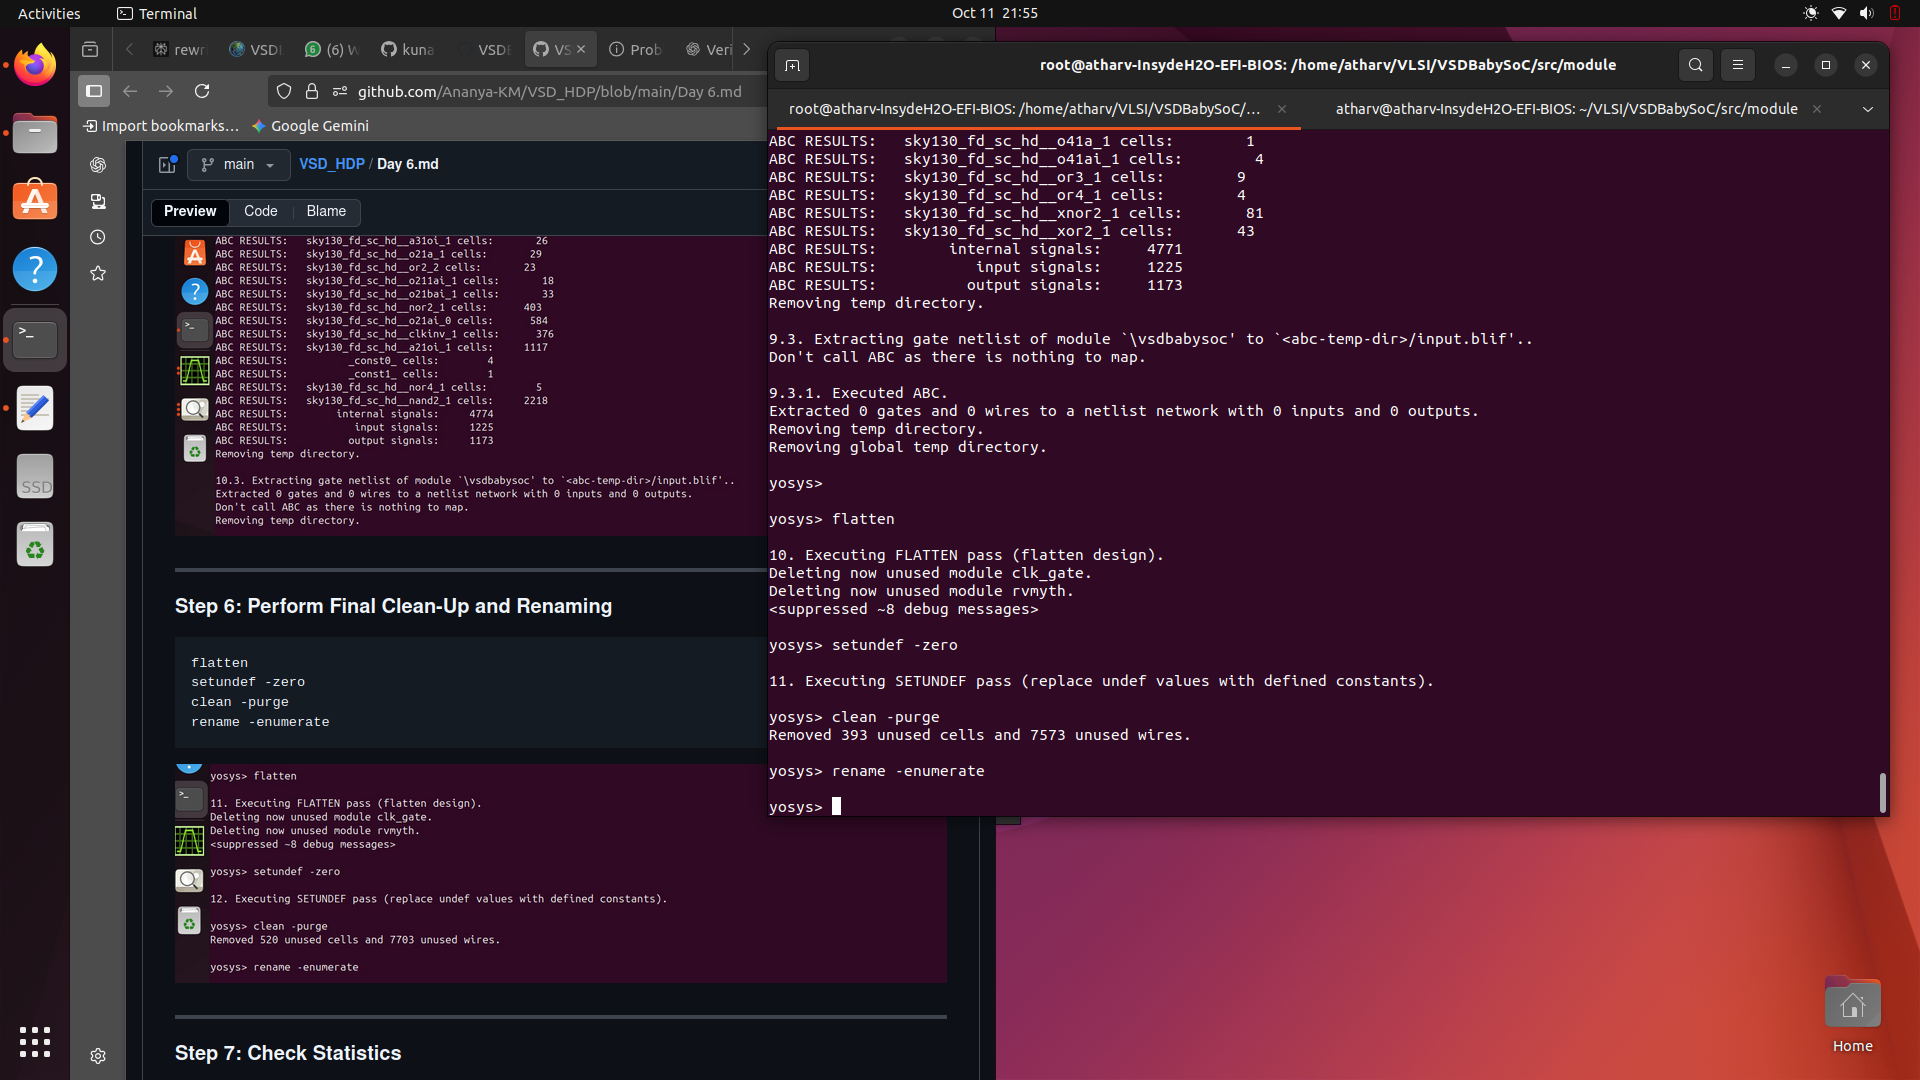 Activities
Terminal
Oct 11 21:55
rewr
VSDI
(6) W
kuna
VSDE
VS
Prob
Veri
github.com/Ananya-KM/VSD_HDP/blob/main/Day 6.md
Import bookmarks…
Google Gemini
main
VSD_HDP / Day 6.md
Preview
Code
Blame
ABC RESULTS: sky130_fd_sc_hd__a31oi_1 cells: 26
ABC RESULTS: sky130_fd_sc_hd__o21a_1 cells: 29
ABC RESULTS: sky130_fd_sc_hd__or2_2 cells: 23
ABC RESULTS: sky130_fd_sc_hd__o211ai_1 cells: 18
ABC RESULTS: sky130_fd_sc_hd__o21bai_1 cells: 33
ABC RESULTS: sky130_fd_sc_hd__nor2_1 cells: 403
ABC RESULTS: sky130_fd_sc_hd__o21ai_0 cells: 584
ABC RESULTS: sky130_fd_sc_hd__clkinv_1 cells: 376
ABC RESULTS: sky130_fd_sc_hd__a21oi_1 cells: 1117
ABC RESULTS: _const0_ cells: 4
ABC RESULTS: _const1_ cells: 1
ABC RESULTS: sky130_fd_sc_hd__nor4_1 cells: 5
ABC RESULTS: sky130_fd_sc_hd__nand2_1 cells: 2218
ABC RESULTS: internal signals: 4774
ABC RESULTS: input signals: 1225
ABC RESULTS: output signals: 1173
Removing temp directory.
10.3. Extracting gate netlist of module `\vsdbabysoc' to `<abc-temp-dir>/input.blif'..
Extracted 0 gates and 0 wires to a netlist network with 0 inputs and 0 outputs.
Don't call ABC as there is nothing to map.
Removing temp directory.
Step 6: Perform Final Clean-Up and Renaming
flatten
setundef -zero
clean -purge
rename -enumerate
yosys> flatten
11. Executing FLATTEN pass (flatten design).
Deleting now unused module clk_gate.
Deleting now unused module rvmyth.
<suppressed ~8 debug messages>
yosys> setundef -zero
12. Executing SETUNDEF pass (replace undef values with defined constants).
yosys> clean -purge
Removed 520 unused cells and 7703 unused wires.
yosys> rename -enumerate
Step 7: Check Statistics
root@atharv-InsydeH2O-EFI-BIOS: /home/atharv/VLSI/VSDBabySoC/src/module
root@atharv-InsydeH2O-EFI-BIOS: /home/atharv/VLSI/VSDBabySoC/…
atharv@atharv-InsydeH2O-EFI-BIOS: ~/VLSI/VSDBabySoC/src/module
ABC RESULTS: sky130_fd_sc_hd__o41a_1 cells: 1
ABC RESULTS: sky130_fd_sc_hd__o41ai_1 cells: 4
ABC RESULTS: sky130_fd_sc_hd__or3_1 cells: 9
ABC RESULTS: sky130_fd_sc_hd__or4_1 cells: 4
ABC RESULTS: sky130_fd_sc_hd__xnor2_1 cells: 81
ABC RESULTS: sky130_fd_sc_hd__xor2_1 cells: 43
ABC RESULTS: internal signals: 4771
ABC RESULTS: input signals: 1225
ABC RESULTS: output signals: 1173
Removing temp directory.
9.3. Extracting gate netlist of module `\vsdbabysoc' to `<abc-temp-dir>/input.blif'..
Don't call ABC as there is nothing to map.
9.3.1. Executed ABC.
Extracted 0 gates and 0 wires to a netlist network with 0 inputs and 0 outputs.
Removing temp directory.
Removing global temp directory.
yosys>
yosys> flatten
10. Executing FLATTEN pass (flatten design).
Deleting now unused module clk_gate.
Deleting now unused module rvmyth.
<suppressed ~8 debug messages>
yosys> setundef -zero
11. Executing SETUNDEF pass (replace undef values with defined constants).
yosys> clean -purge
Removed 393 unused cells and 7573 unused wires.
yosys> rename -enumerate
yosys>
SSD
Home